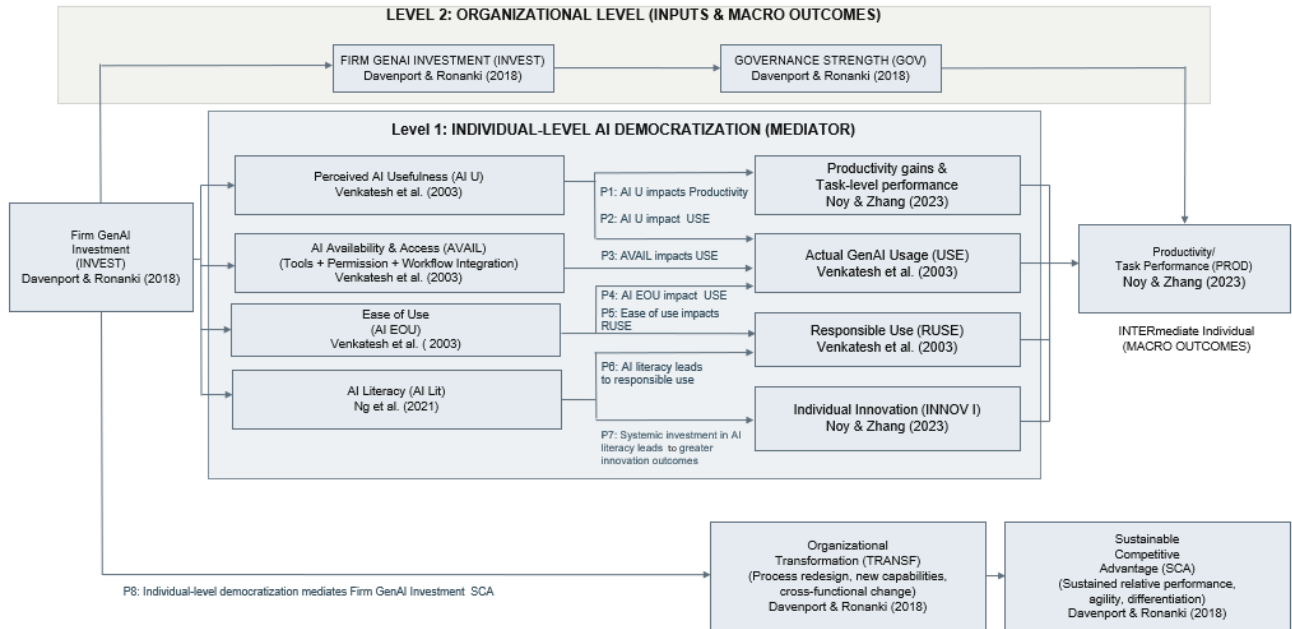 LEVEL 2: ORGANIZATIONAL LEVEL (INPUTS & MACRO OUTCOMES)
FIRM GENAI INVESTMENT (INVEST)
Davenport & Ronanki (2018)
GOVERNANCE STRENGTH (GOV)
Davenport & Ronanki (2018)
Level 1: INDIVIDUAL-LEVEL AI DEMOCRATIZATION (MEDIATOR)
Firm GenAI
Investment
(INVEST)
Davenport & Ronanki (2018)
Perceived AI Usefulness (AI U)
Venkatesh et al. (2003)
AI Availability & Access (AVAIL)
(Tools + Permission + Workflow Integration)
Venkatesh et al. (2003)
Ease of Use
(AI EOU)
Venkatesh et al. ( 2003)
AI Literacy (AI Lit)
Ng et al. (2021)
P1: AI U impacts Productivity
P2: AI U impact USE
P3: AVAIL impacts USE
P4: AI EOU impact USE
P5: Ease of use impacts
RUSE
P6: AI literacy leads
to responsible use
P7: Systemic investment in AI
literacy leads to greater
innovation outcomes
Productivity gains &
Task-level performance
Noy & Zhang (2023)
Actual GenAI Usage (USE)
Venkatesh et al. (2003)
Responsible Use (RUSE)
Venkatesh et al. (2003)
Individual Innovation (INNOV I)
Noy & Zhang (2023)
Productivity/
Task Performance (PROD)
Noy & Zhang (2023)
INTERmediate Individual
(MACRO OUTCOMES)
P8: Individual-level democratization mediates Firm GenAI Investment SCA
Organizational
Transformation (TRANSF)
(Process redesign, new capabilities,
cross-functional change)
Davenport & Ronanki (2018)
Sustainable
Competitive
Advantage (SCA)
(Sustained relative performance,
agility, differentiation)
Davenport & Ronanki (2018)